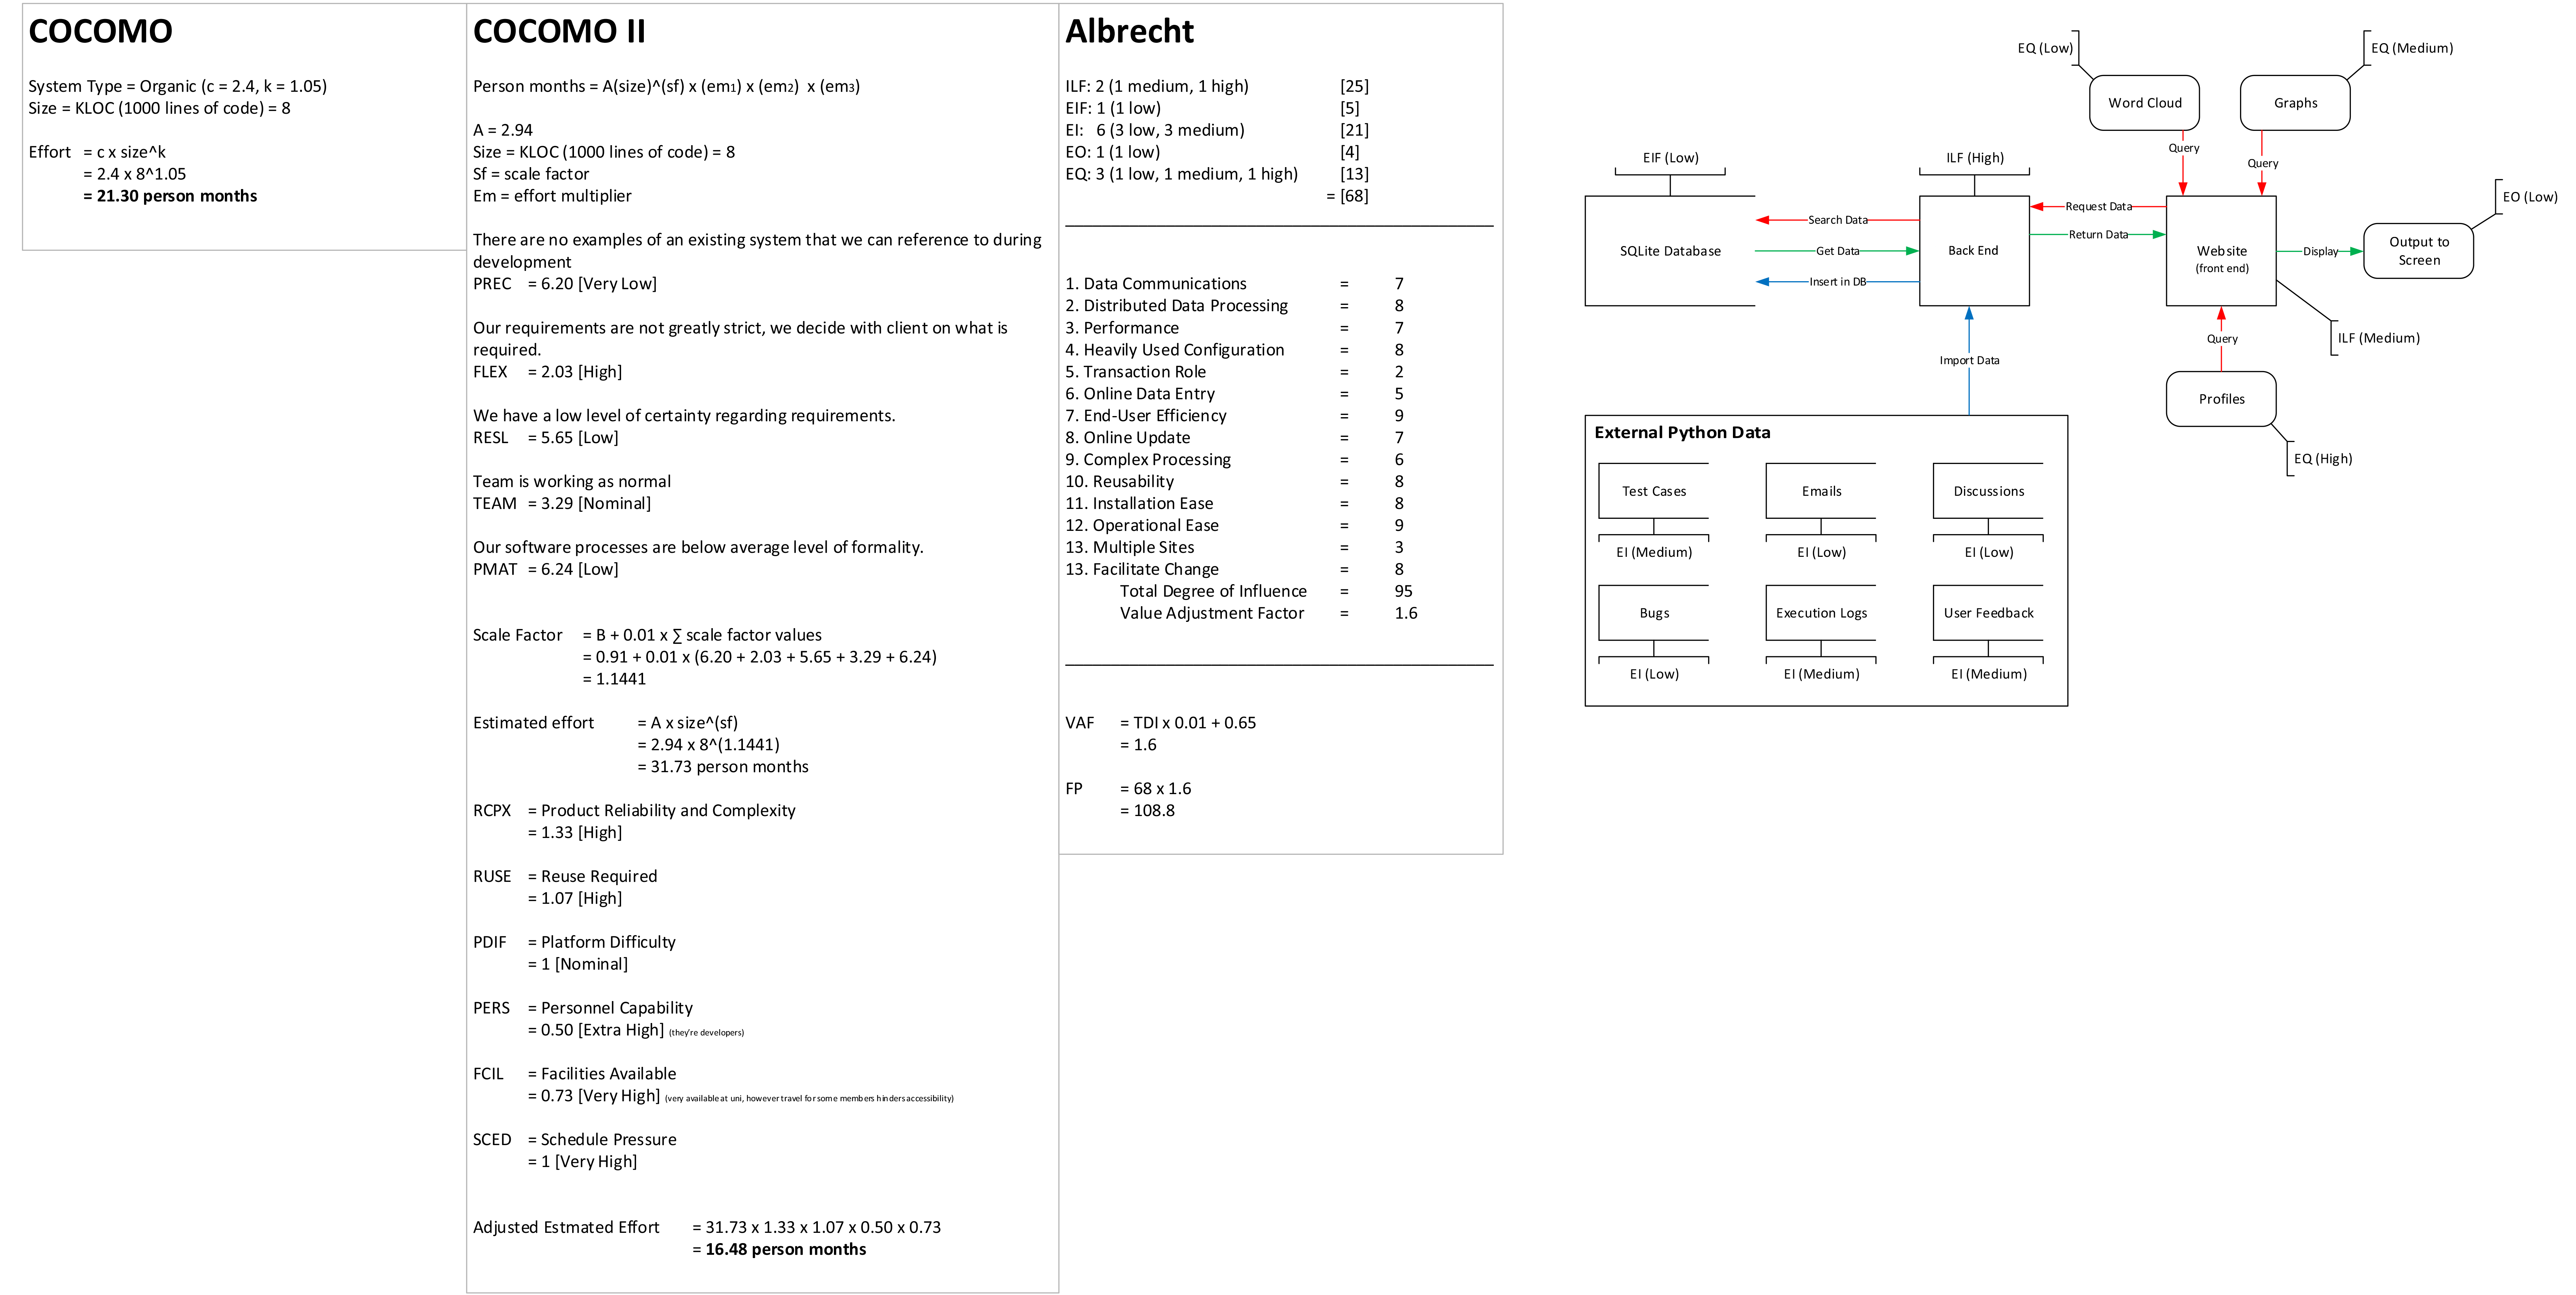 COCOMO
System Type = Organic (c = 2.4, k = 1.05)
Size = KLOC (1000 lines of code) = 8
Effort = c x size^k
= 2.4 x 8^1.05
= 21.30 person months
COCOMO II
Person months = A(size)^(sf) x (em1) x (em2) x (em3)
A = 2.94
Size = KLOC (1000 lines of code) = 8
Sf = scale factor
Em = effort multiplier
There are no examples of an existing system that we can reference to during
development
PREC = 6.20 [Very Low]
Our requirements are not greatly strict, we decide with client on what is
required.
FLEX = 2.03 [High]
We have a low level of certainty regarding requirements.
RESL = 5.65 [Low]
Team is working as normal
TEAM = 3.29 [Nominal]
Our software processes are below average level of formality.
PMAT = 6.24 [Low]
Scale Factor = B + 0.01 x ∑ scale factor values
= 0.91 + 0.01 x (6.20 + 2.03 + 5.65 + 3.29 + 6.24)
= 1.1441
Estimated effort = A x size^(sf)
= 2.94 x 8^(1.1441)
= 31.73 person months
RCPX = Product Reliability and Complexity
= 1.33 [High]
RUSE = Reuse Required
= 1.07 [High]
PDIF = Platform Difficulty
= 1 [Nominal]
PERS = Personnel Capability
= 0.50 [Extra High] (they're developers)
FCIL = Facilities Available
= 0.73 [Very High] (very available at uni, however travel for some members hinders accessibility)
SCED = Schedule Pressure
= 1 [Very High]
Adjusted Estmated Effort = 31.73 x 1.33 x 1.07 x 0.50 x 0.73
= 16.48 person months
Albrecht
ILF: 2 (1 medium, 1 high) [25]
EIF: 1 (1 low) [5]
EI: 6 (3 low, 3 medium) [21]
EO: 1 (1 low) [4]
EQ: 3 (1 low, 1 medium, 1 high) [13]
= [68]
1. Data Communications = 7
2. Distributed Data Processing = 8
3. Performance = 7
4. Heavily Used Configuration = 8
5. Transaction Role = 2
6. Online Data Entry = 5
7. End-User Efficiency = 9
8. Online Update = 7
9. Complex Processing = 6
10. Reusability = 8
11. Installation Ease = 8
12. Operational Ease = 9
13. Multiple Sites = 3
13. Facilitate Change = 8
Total Degree of Influence = 95
Value Adjustment Factor = 1.6
VAF = TDI x 0.01 + 0.65
= 1.6
FP = 68 x 1.6
= 108.8
EQ (Low)
EQ (Medium)
Word Cloud
Graphs
Query
Query
EIF (Low)
ILF (High)
EO (Low)
SQLite Database
Search Data
Get Data
Insert in DB
Back End
Request Data
Return Data
Website
(front end)
Display
Output to
Screen
ILF (Medium)
Import Data
Query
Profiles
EQ (High)
External Python Data
Test Cases
Emails
Discussions
EI (Medium)
EI (Low)
EI (Low)
Bugs
Execution Logs
User Feedback
EI (Low)
EI (Medium)
EI (Medium)